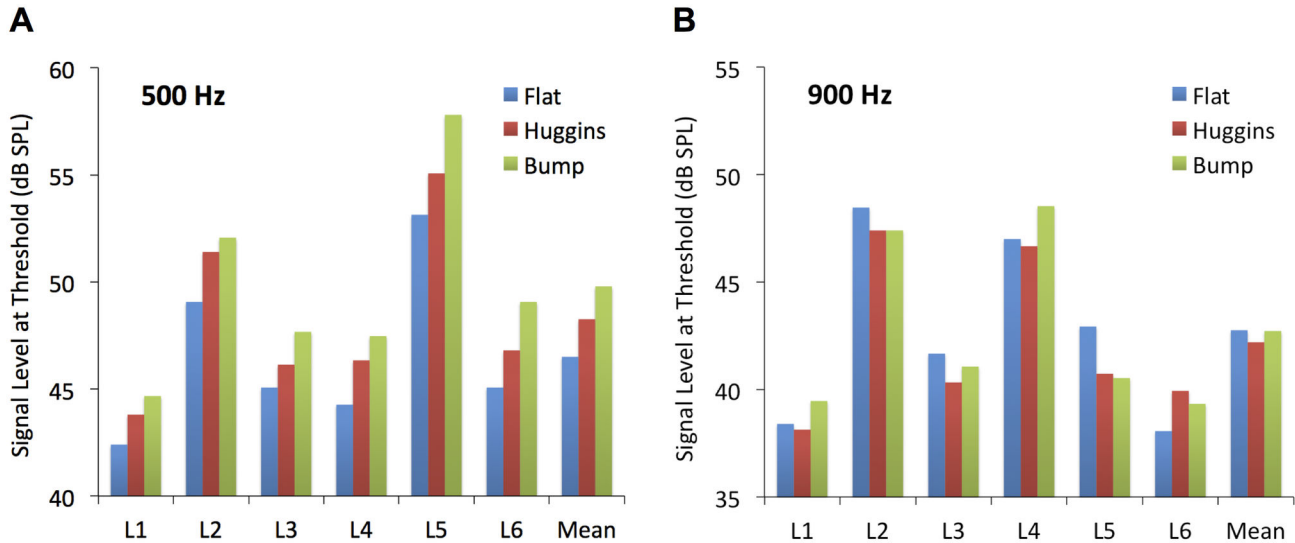 A
500 Hz
Flat
Huggins
Bump
Signal Level at Threshold (dB SPL)
60
55
50
45
40
L1 L2 L3 L4 L5 L6 Mean
B
900 Hz
Flat
Huggins
Bump
Signal Level at Threshold (dB SPL)
55
50
45
40
35
L1 L2 L3 L4 L5 L6 Mean